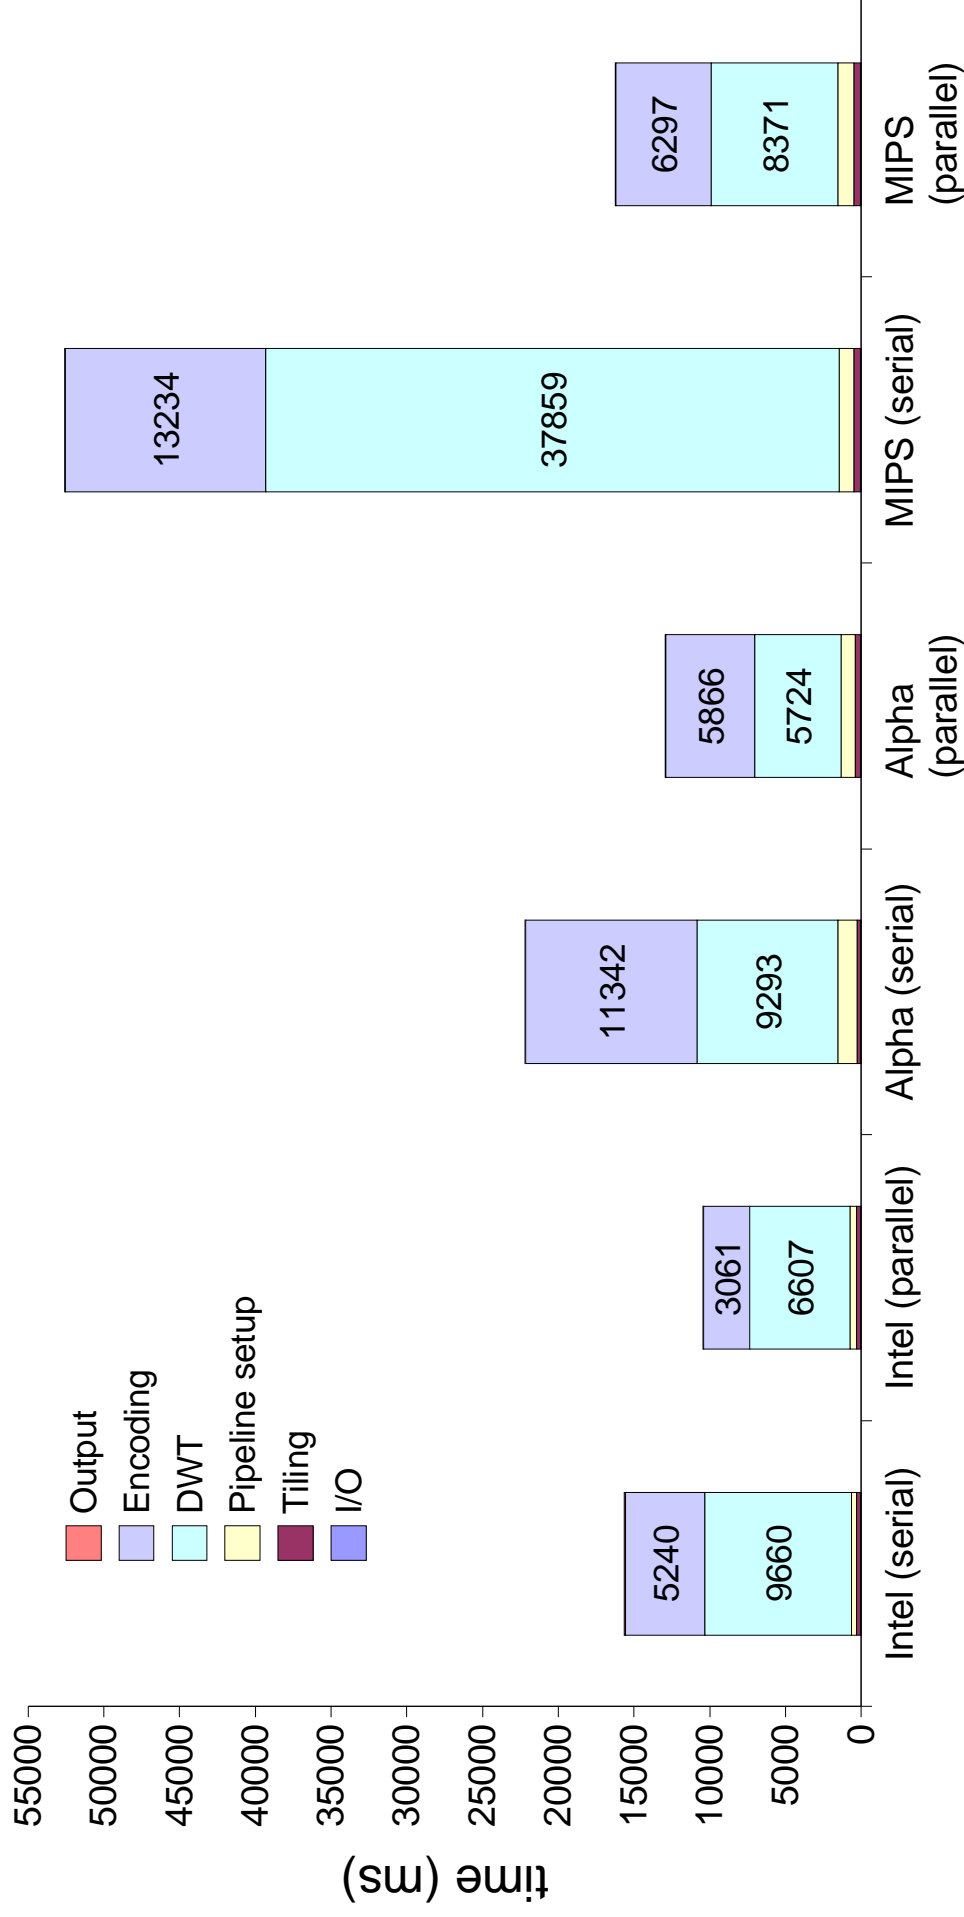 time (ms)
55000
50000
45000
40000
35000
30000
25000
20000
15000
10000
5000
0
Output
Encoding
DWT
Pipeline setup
Tiling
I/O
5240
9660
3061
6607
11342
9293
5866
5724
13234
37859
6297
8371
Intel (serial)
Intel (parallel)
Alpha (serial)
Alpha
(parallel)
MIPS (serial)
MIPS
(parallel)